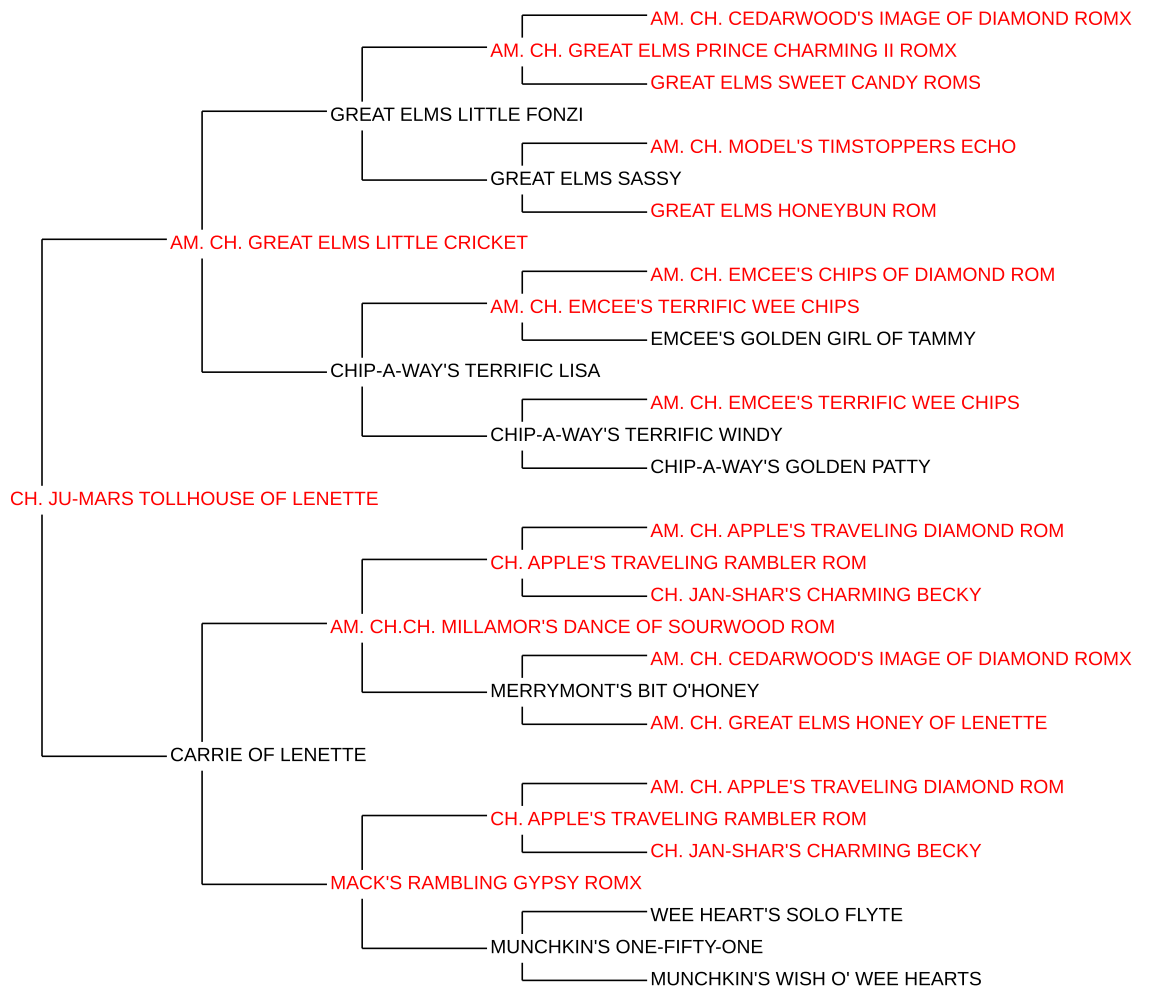 AM. CH. CEDARWOOD'S IMAGE OF DIAMOND ROMX
AM. CH. GREAT ELMS PRINCE CHARMING II ROMX
GREAT ELMS SWEET CANDY ROMS
GREAT ELMS LITTLE FONZI
AM. CH. MODEL'S TIMSTOPPERS ECHO
GREAT ELMS SASSY
GREAT ELMS HONEYBUN ROM
AM. CH. GREAT ELMS LITTLE CRICKET
AM. CH. EMCEE'S CHIPS OF DIAMOND ROM
AM. CH. EMCEE'S TERRIFIC WEE CHIPS
EMCEE'S GOLDEN GIRL OF TAMMY
CHIP-A-WAY'S TERRIFIC LISA
AM. CH. EMCEE'S TERRIFIC WEE CHIPS
CHIP-A-WAY'S TERRIFIC WINDY
CHIP-A-WAY'S GOLDEN PATTY
CH. JU-MARS TOLLHOUSE OF LENETTE
AM. CH. APPLE'S TRAVELING DIAMOND ROM
CH. APPLE'S TRAVELING RAMBLER ROM
CH. JAN-SHAR'S CHARMING BECKY
AM. CH.CH. MILLAMOR'S DANCE OF SOURWOOD ROM
AM. CH. CEDARWOOD'S IMAGE OF DIAMOND ROMX
MERRYMONT'S BIT O'HONEY
AM. CH. GREAT ELMS HONEY OF LENETTE
CARRIE OF LENETTE
AM. CH. APPLE'S TRAVELING DIAMOND ROM
CH. APPLE'S TRAVELING RAMBLER ROM
CH. JAN-SHAR'S CHARMING BECKY
MACK'S RAMBLING GYPSY ROMX
WEE HEART'S SOLO FLYTE
MUNCHKIN'S ONE-FIFTY-ONE
MUNCHKIN'S WISH O' WEE HEARTS